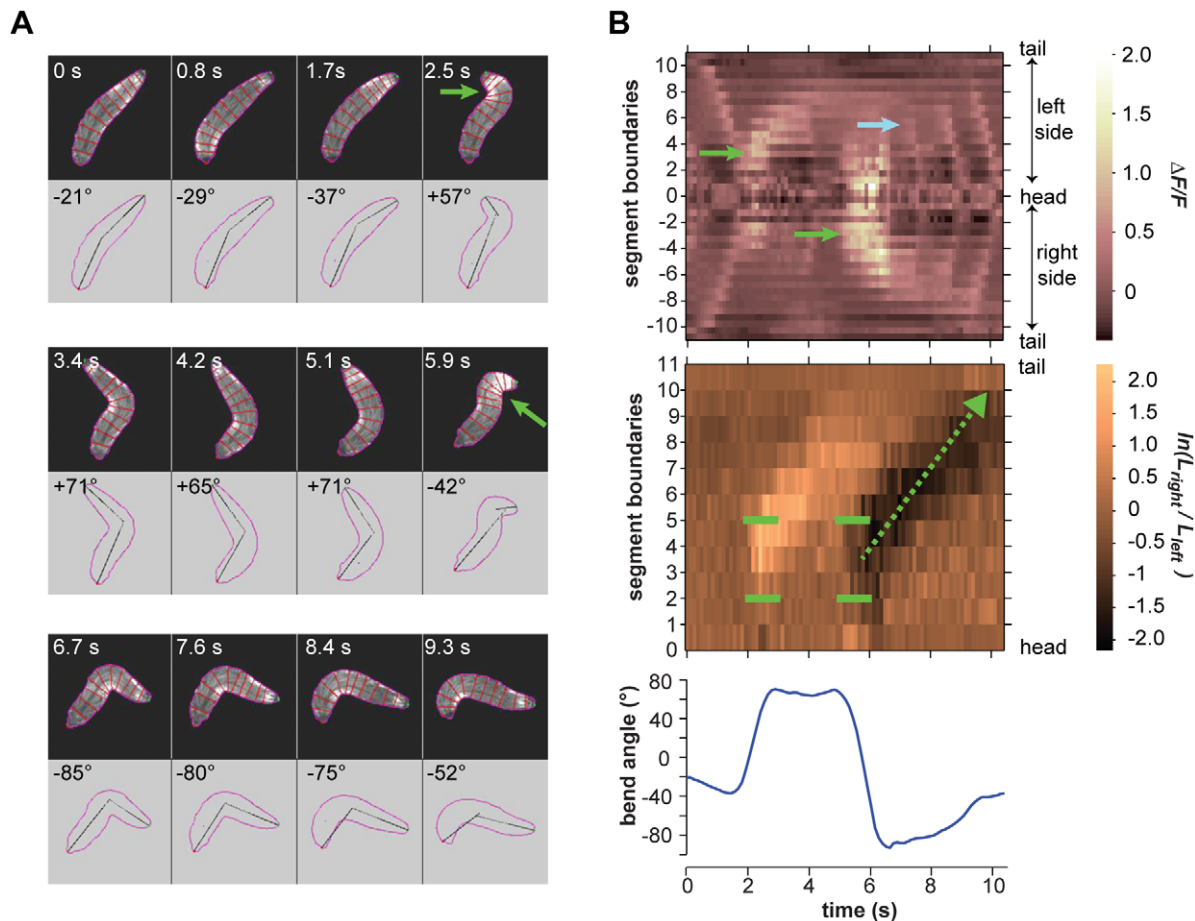 A
0 s
0.8 s
1.7s
2.5 s
-21°
-29°
-37°
+57°
3.4 s
4.2 s
5.1 s
5.9 s
+71°
+65°
+71°
-42°
6.7 s
7.6 s
8.4 s
9.3 s
-85°
-80°
-75°
-52°
B
segment boundaries
10
8
6
4
2
0
-2
-4
-6
-8
-10
tail
left
side
head
right
side
tail
2.0
1.5
1.0
0.5
0
ΔF/F
segment boundaries
11
10
9
8
7
6
5
4
3
2
1
0
tail
head
2.0
1.5
1.0
0.5
0
-0.5
-1
-1.5
-2.0
ln(Lright/Lleft)
bend angle (°)
80
40
0
-40
-80
0
2
4
6
8
10
time (s)